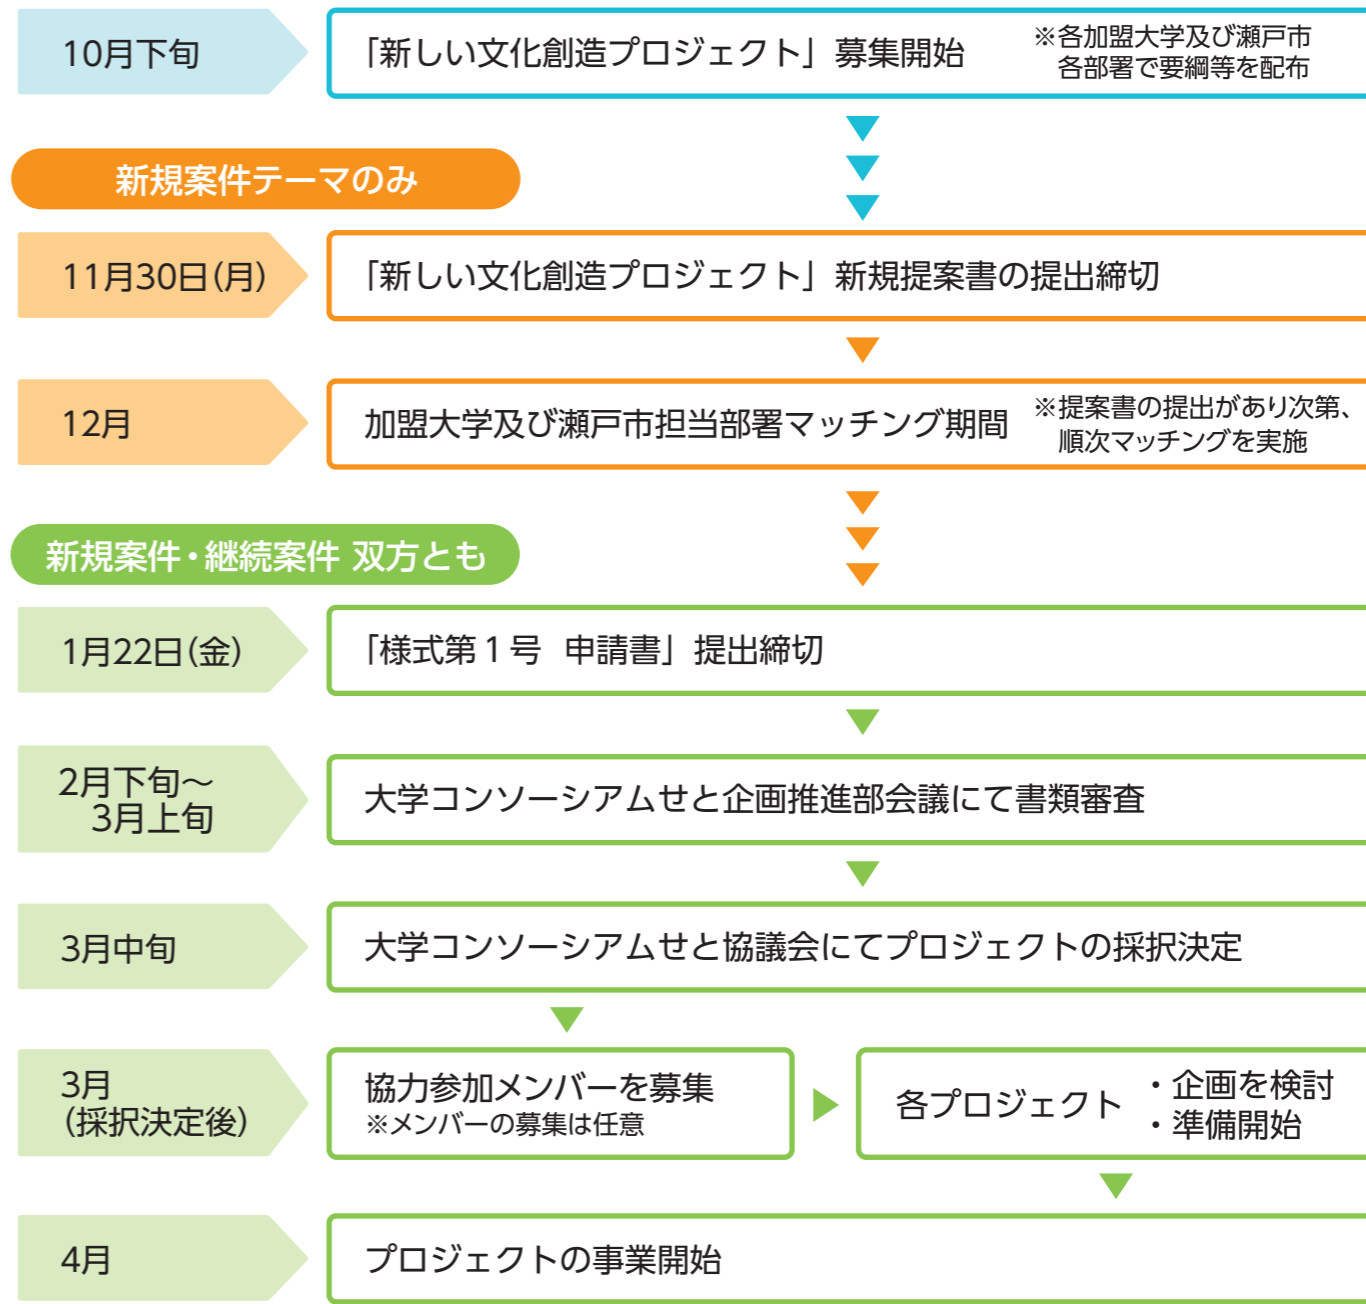 10月下旬
「新しい文化創造プロジェクト」募集開始
※各加盟大学及び瀬戸市
各部署で要綱等を配布
新規案件テーマのみ
11月30日(月)
「新しい文化創造プロジェクト」新規提案書の提出締切
12月
加盟大学及び瀬戸市担当部署マッチング期間
※提案書の提出があり次第、
順次マッチングを実施
新規案件・継続案件 双方とも
1月22日(金)
「様式第1号 申請書」提出締切
2月下旬～
3月上旬
大学コンソーシアムせと企画推進部会議にて書類審査
3月中旬
大学コンソーシアムせと協議会にてプロジェクトの採択決定
3月
(採択決定後)
協力参加メンバーを募集
※メンバーの募集は任意
各プロジェクト
・企画を検討
・準備開始
4月
プロジェクトの事業開始